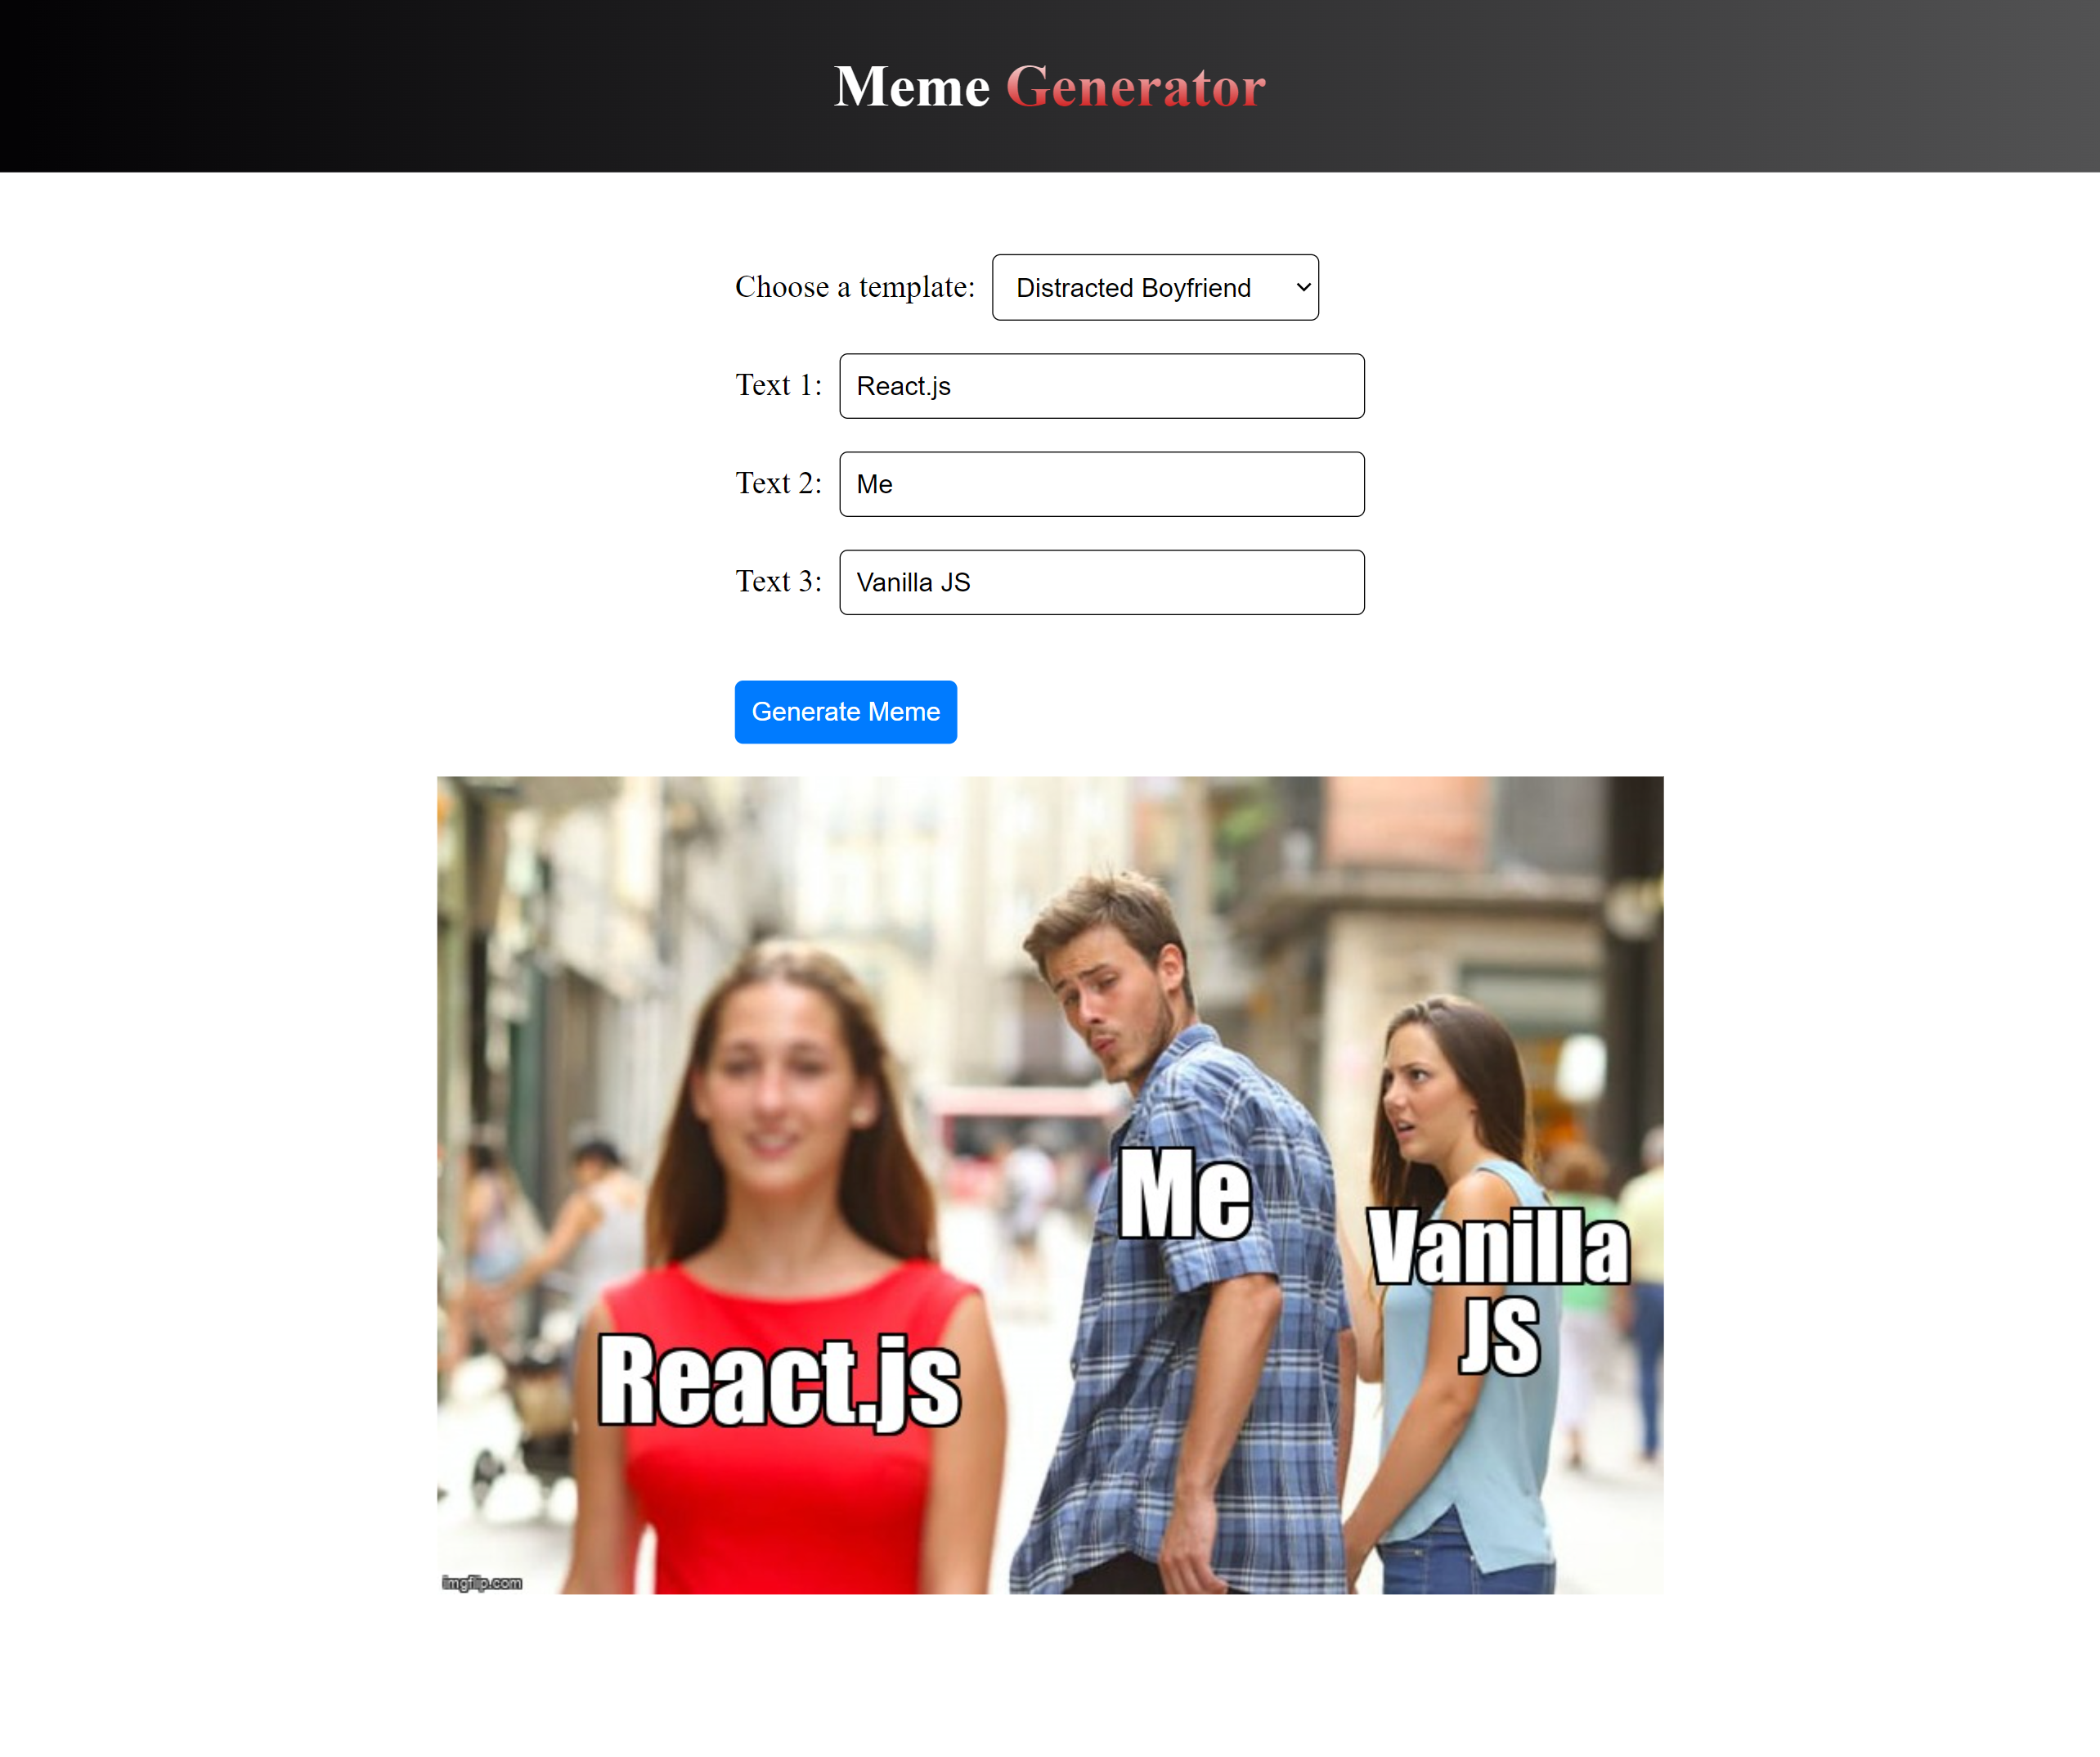 Meme Generator
Choose a template: Distracted Boyfriend
Text 1: React.js
Text 2: Me
Text 3: Vanilla JS
Generate Meme
Me
Vanilla
JS
React.js
imgflip.com